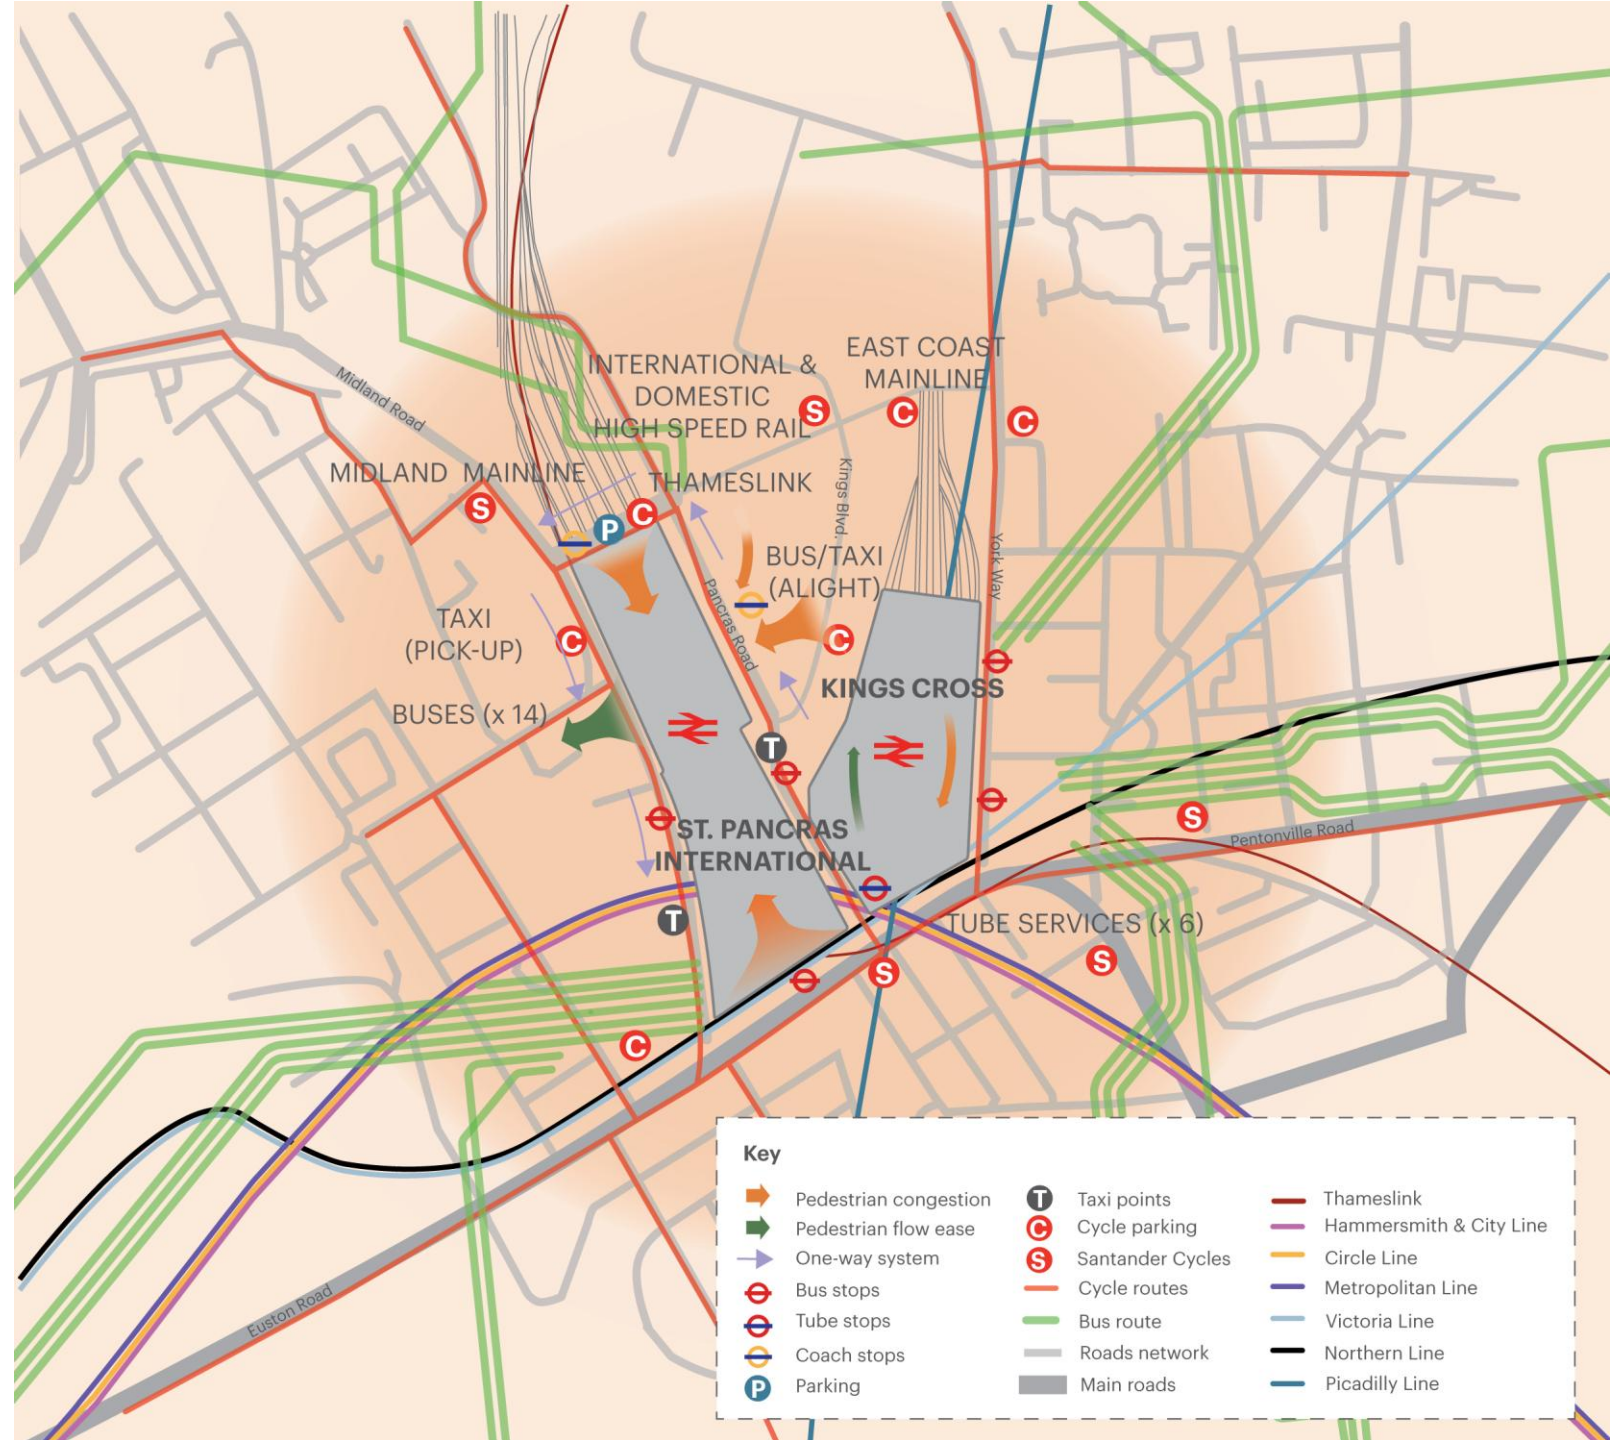 EAST COAST
MAINLINE
INTERNATIONAL &
DOMESTIC
HIGH SPEED RAIL
S
C
C
Midland Road
MIDLAND MAINLINE
S
THAMESLINK
Kings Blvd.
C
P
York Way
BUS/TAXI
(ALIGHT)
Pancras Road
TAXI
(PICK-UP)
C
C
KINGS CROSS
BUSES (x 14)
T
ST. PANCRAS
INTERNATIONAL
S
Pentonville Road
T
TUBE SERVICES (x 6)
S
S
C
Euston Road
Key
Pedestrian congestion
Pedestrian flow ease
One-way system
Bus stops
Tube stops
Coach stops
P Parking
T Taxi points
C Cycle parking
S Santander Cycles
Cycle routes
Bus route
Roads network
Main roads
Thameslink
Hammersmith & City Line
Circle Line
Metropolitan Line
Victoria Line
Northern Line
Picadilly Line